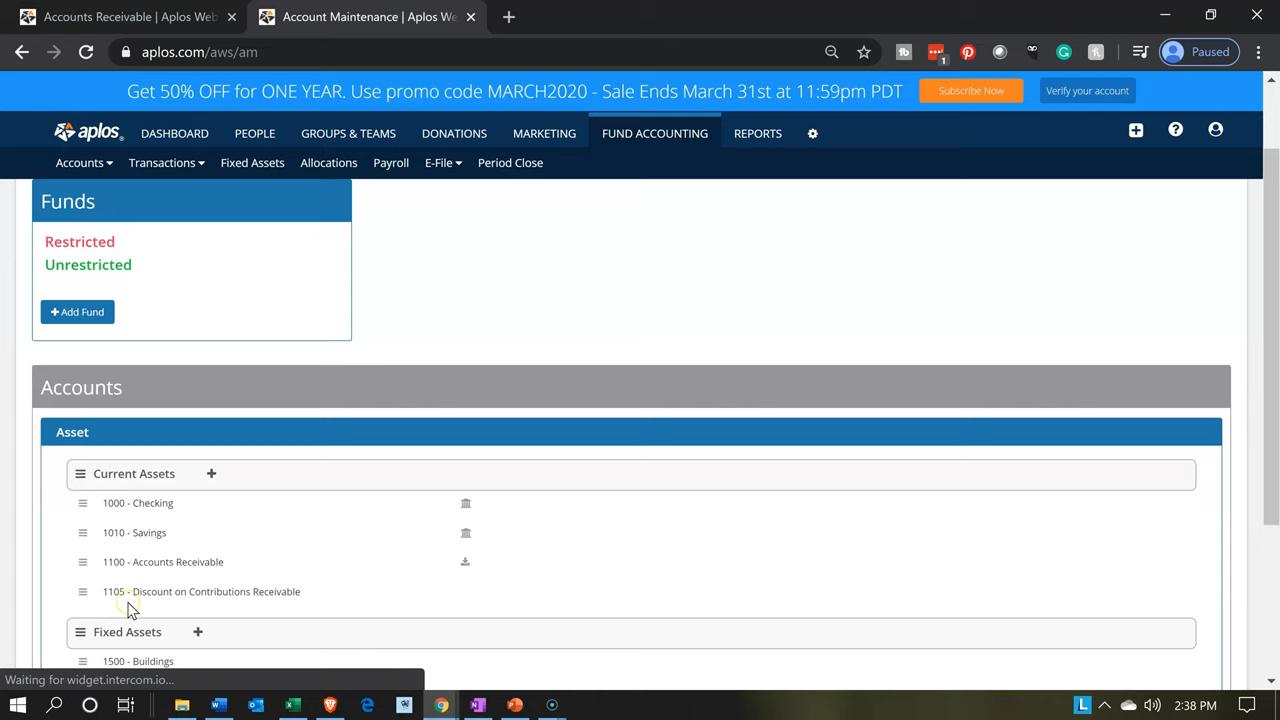 Accounts Receivable | Aplos Web
Account Maintenance | Aplos We
aplos.com/aws/am
1
Paused
Get 50% OFF for ONE YEAR. Use promo code MARCH2020 - Sale Ends March 31st at 11:59pm PDT
Subscribe Now
Verify your account
aplos
DASHBOARD PEOPLE GROUPS & TEAMS DONATIONS MARKETING FUND ACCOUNTING REPORTS
Accounts Transactions Fixed Assets Allocations Payroll E-File Period Close
Funds
Restricted
Unrestricted
+ Add Fund
Accounts
Asset
Current Assets +
1000 - Checking
1010 - Savings
1100 - Accounts Receivable
1105 - Discount on Contributions Receivable
Fixed Assets +
1500 - Buildings
Waiting for widget.intercom.io...
2:38 PM